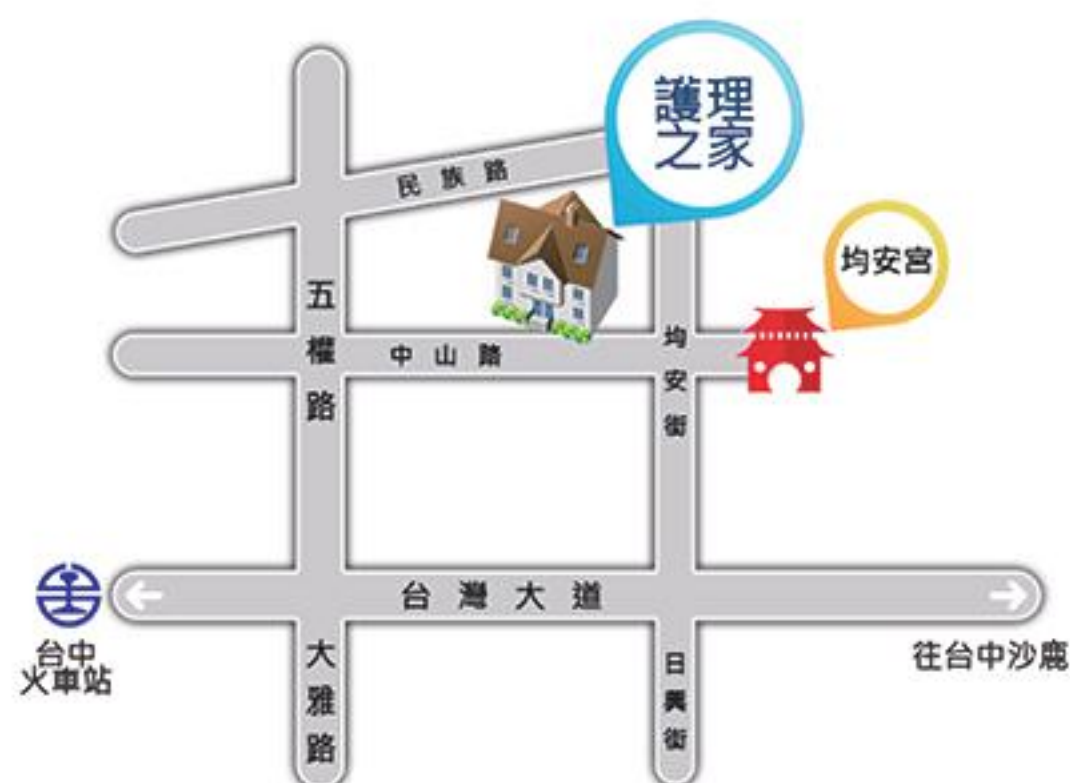 護理
之家
民族路
均安宮
五權路
中山路
均安街
台灣大道
台中
火車站
往台中沙鹿
大雅路
日興街